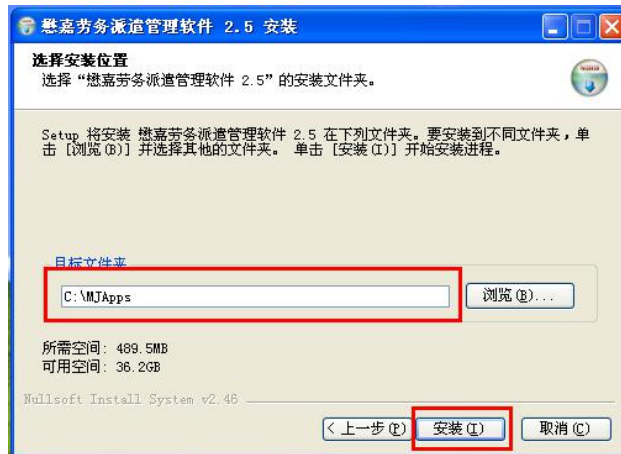 懋嘉劳务派遣管理软件 2.5 安装
选择安装位置
选择“懋嘉劳务派遣管理软件 2.5”的安装文件夹。
Setup 将安装 懋嘉劳务派遣管理软件 2.5 在下列文件夹。要安装到不同文件夹，单
击 [浏览(B)] 并选择其他的文件夹。 单击 [安装(I)] 开始安装进程。
目标文件夹
C:\MJApps
浏览(B)...
所需空间: 489.5MB
可用空间: 36.2GB
Nullsoft Install System v2.46
< 上一步(P)
安装(I)
取消(C)